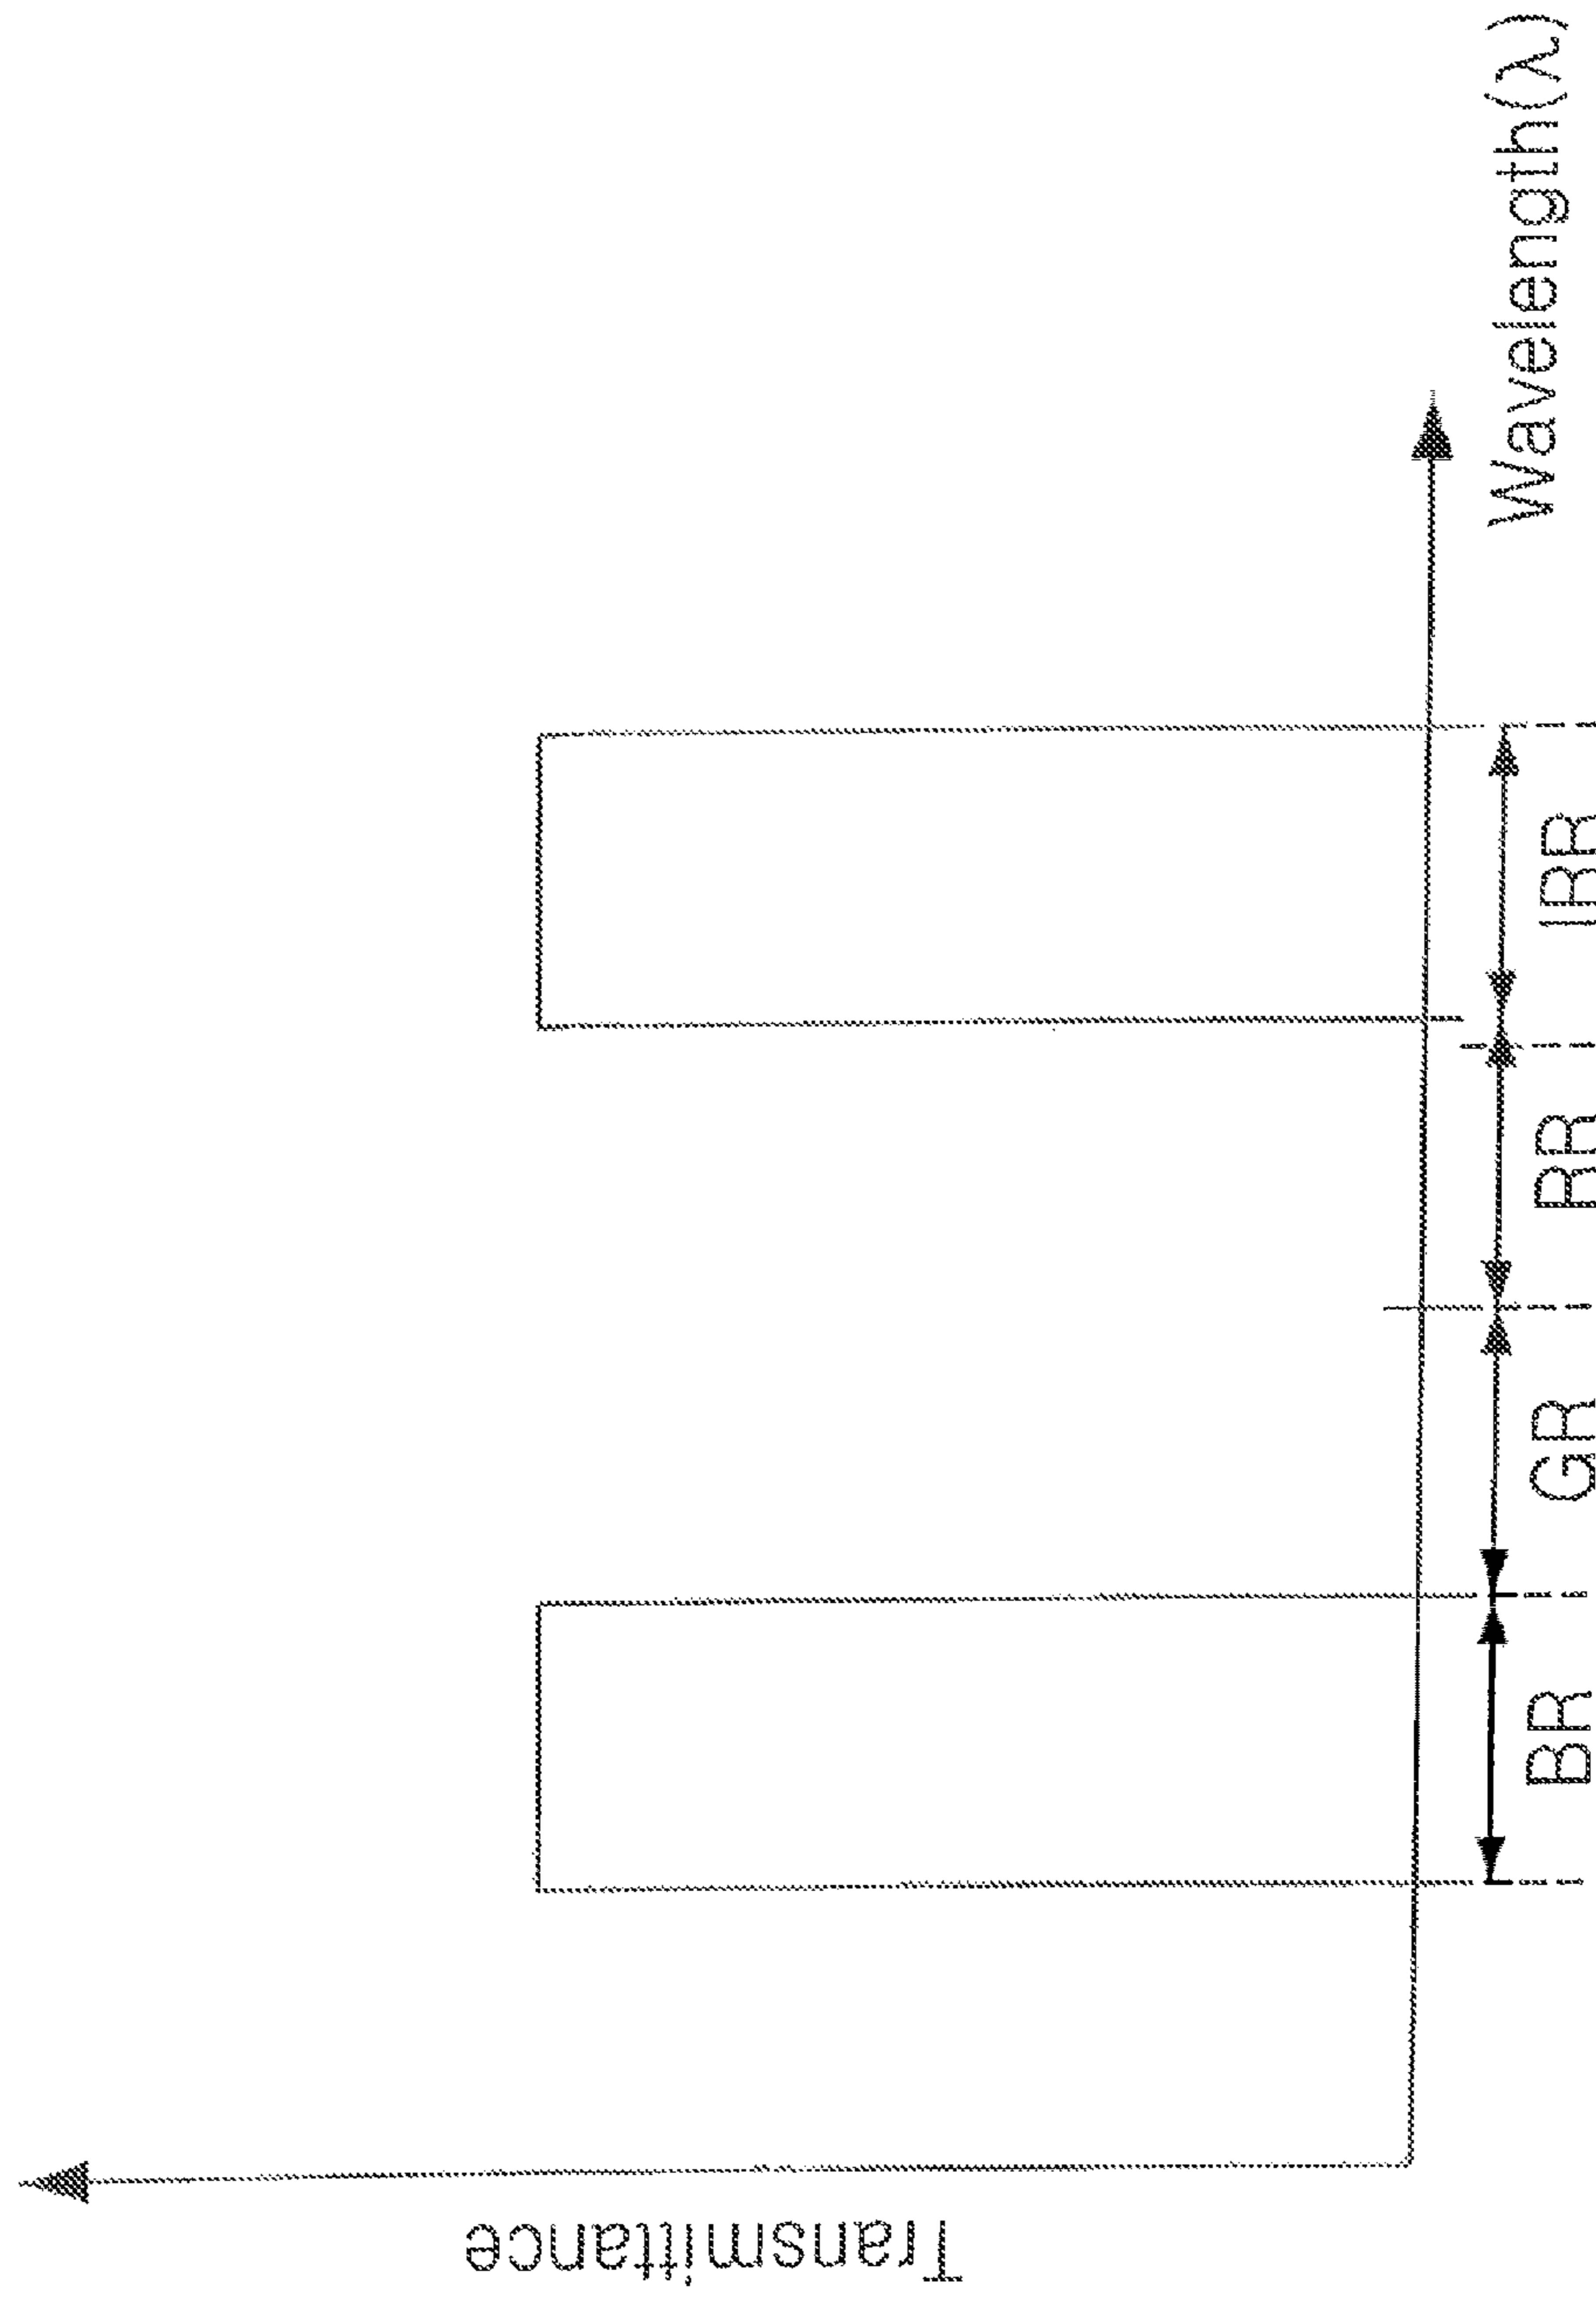 Transmittance
BR
GR
RR
IRR
Wavelength(λ)